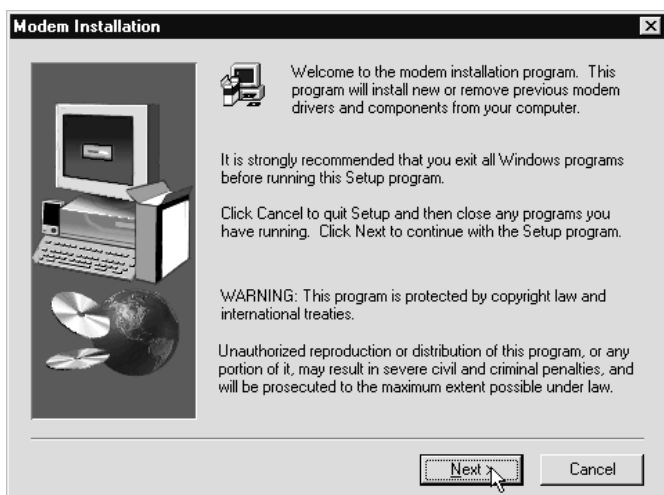 Modem Installation
Welcome to the modem installation program. This
program will install new or remove previous modem
drivers and components from your computer.
It is strongly recommended that you exit all Windows programs
before running this Setup program.
Click Cancel to quit Setup and then close any programs you
have running. Click Next to continue with the Setup program.
WARNING: This program is protected by copyright law and
international treaties.
Unauthorized reproduction or distribution of this program, or any
portion of it, may result in severe civil and criminal penalties, and
will be prosecuted to the maximum extent possible under law.
Next > Cancel